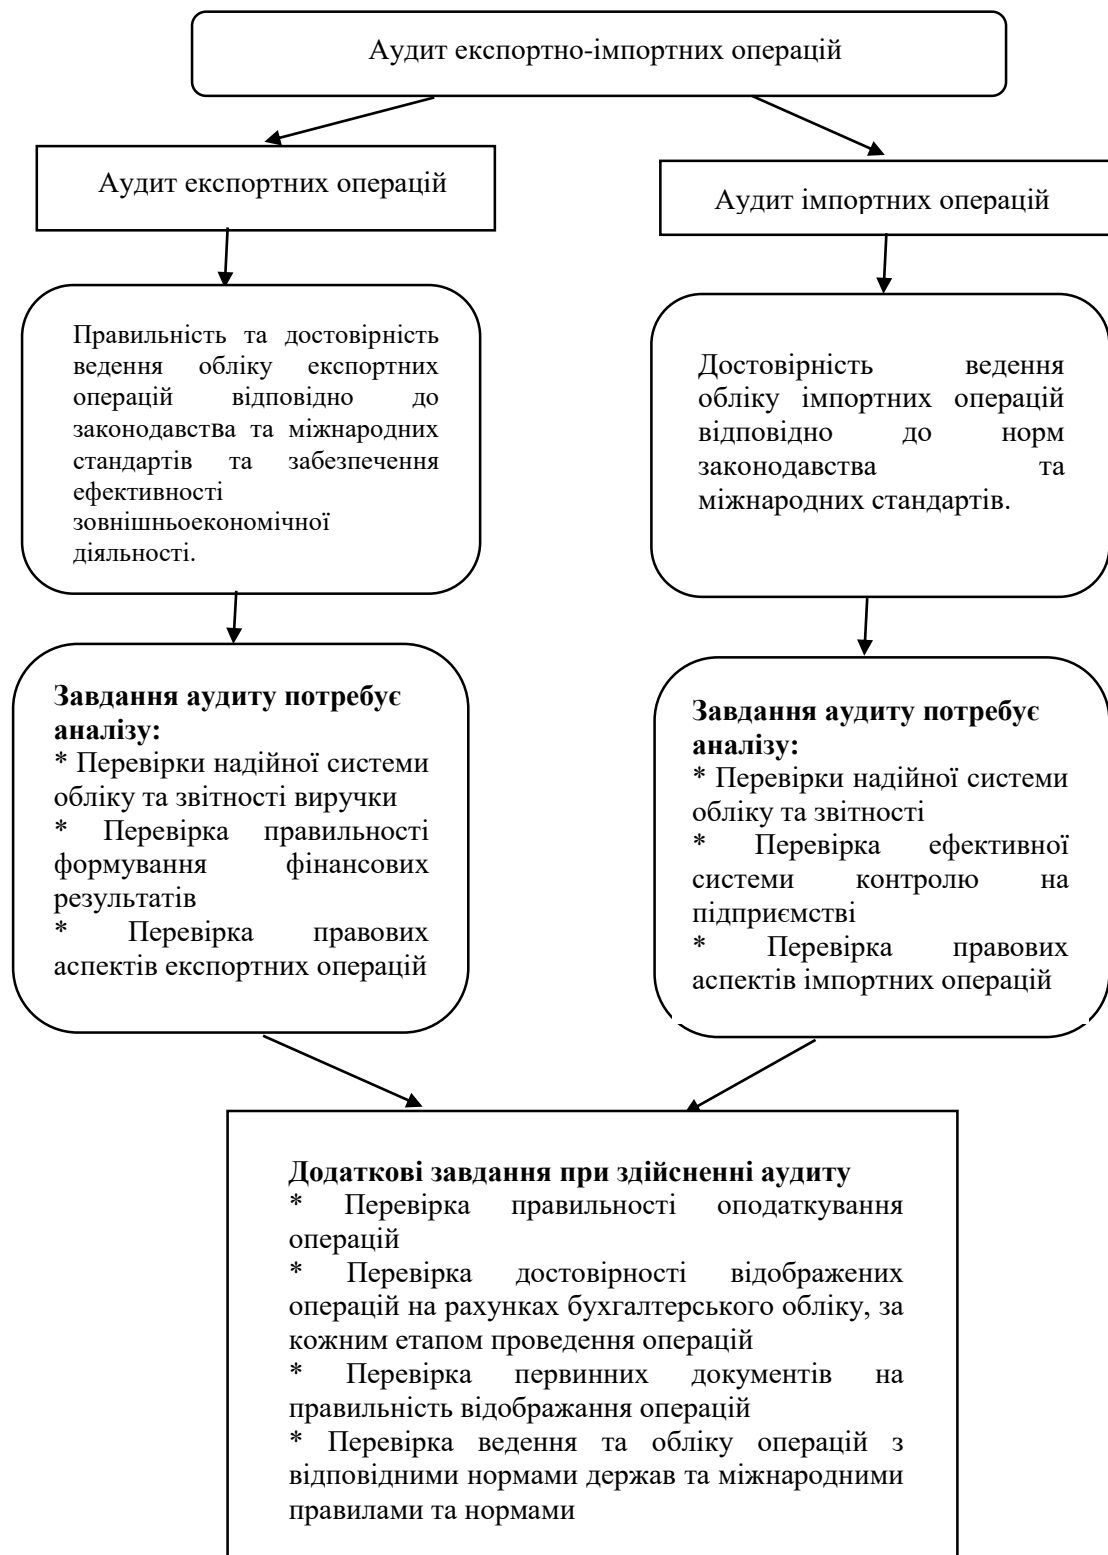 Аудит експортно-імпортних операцій
Аудит експортних операцій
Аудит імпортних операцій
Правильність та достовірність
ведення обліку експортних
операцій відповідно до
законодавства та міжнародних
стандартів та забезпечення
ефективності
зовнішньоекономічної
діяльності.
Достовірність ведення
обліку імпортних операцій
відповідно до норм
законодавства та
міжнародних стандартів.
Завдання аудиту потребує
аналізу:
* Перевірки надійної системи
обліку та звітності виручки
* Перевірка правильності
формування фінансових
результатів
* Перевірка правових
аспектів експортних операцій
Завдання аудиту потребує
аналізу:
* Перевірки надійної системи
обліку та звітності
* Перевірка ефективної
системи контролю на
підприємстві
* Перевірка правових
аспектів імпортних операцій
Додаткові завдання при здійсненні аудиту
* Перевірка правильності оподаткування
операцій
* Перевірка достовірності відображених
операцій на рахунках бухгалтерського обліку, за
кожним етапом проведення операцій
* Перевірка первинних документів на
правильність відображання операцій
* Перевірка ведення та обліку операцій з
відповідними нормами держав та міжнародними
правилами та нормами